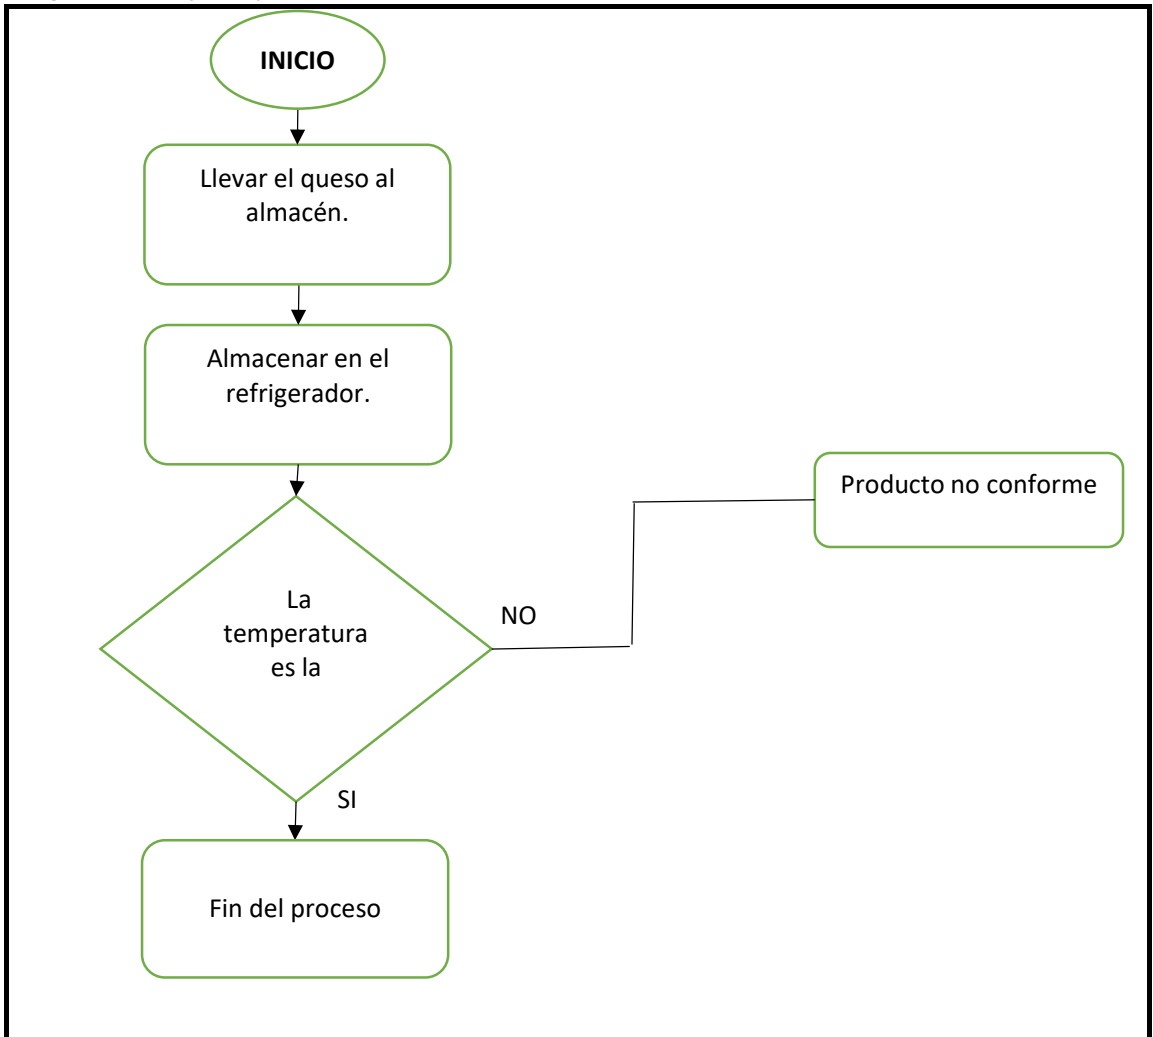 INICIO
Llevar el queso al
almacén.
Almacenar en el
refrigerador.
Producto no conforme
La
temperatura
es la
NO
SI
Fin del proceso